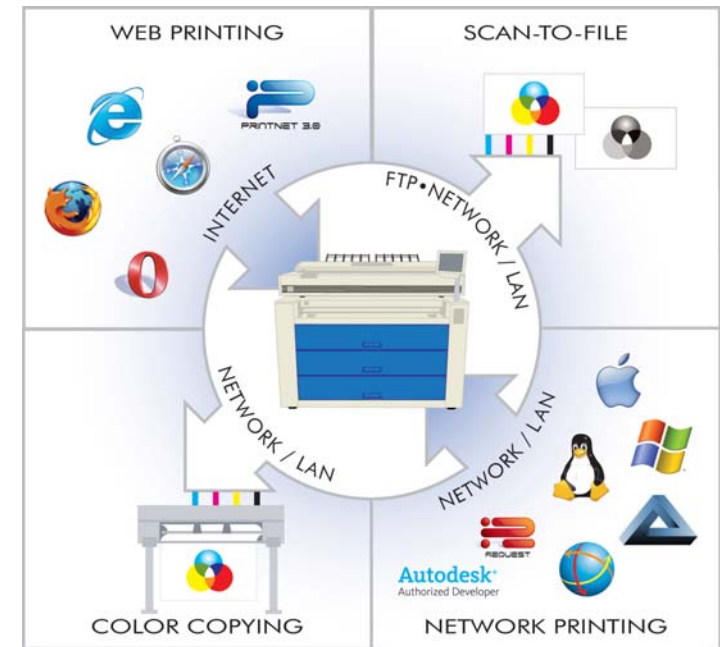 WEB PRINTING
PRINTNET 3.0
INTERNET
SCAN-TO-FILE
FTP•NETWORK / LAN
NETWORK / LAN
COLOR COPYING
NETWORK / LAN
REQUEST
Autodesk®
Authorized Developer
NETWORK PRINTING